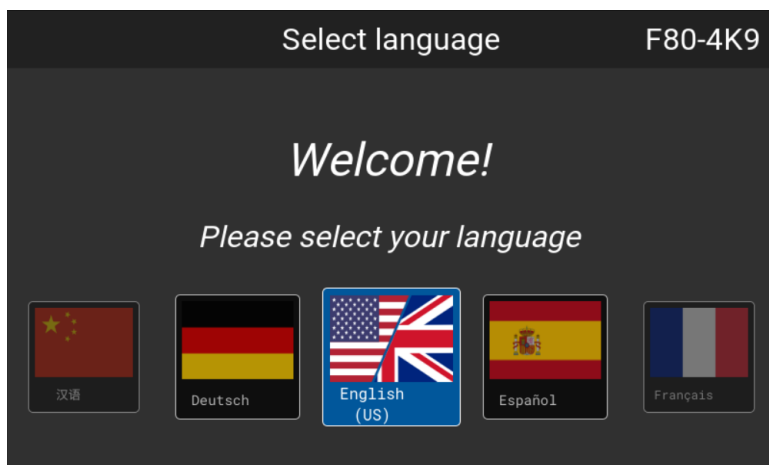 Select language F80-4K9
Welcome!
Please select your language
汉语 Deutsch English Español Français
(US)